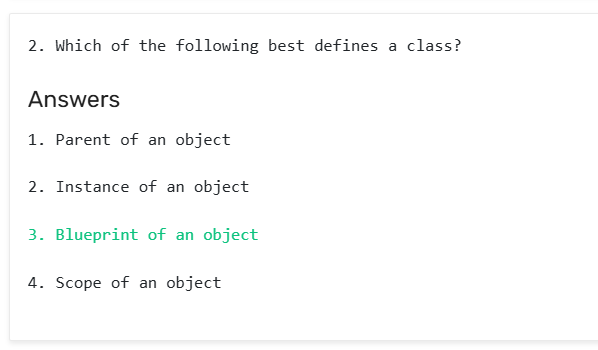 2. Which of the following best defines a class?
Answers
1. Parent of an object
2. Instance of an object
3. Blueprint of an object
4. Scope of an object